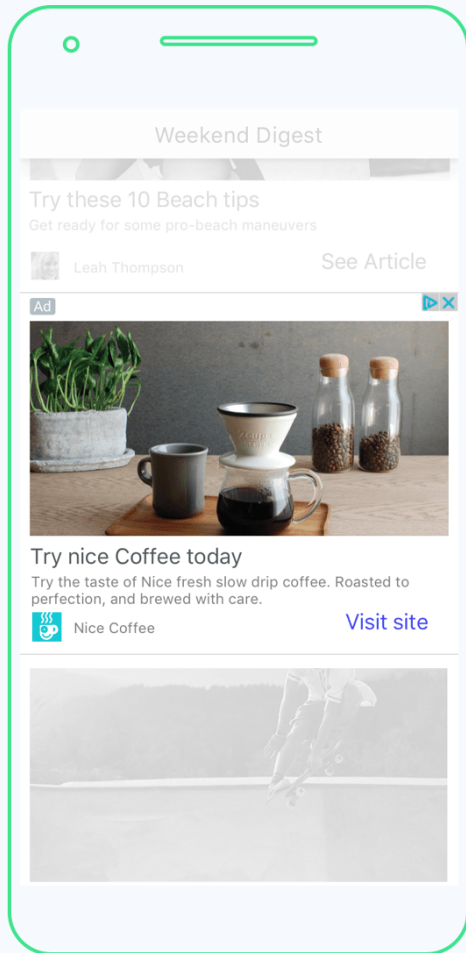 Weekend Digest
Try these 10 Beach tips
Get ready for some pro-beach maneuvers
Leah Thompson
See Article
Ad
Try nice Coffee today
Try the taste of Nice fresh slow drip coffee. Roasted to
perfection, and brewed with care.
Nice Coffee
Visit site